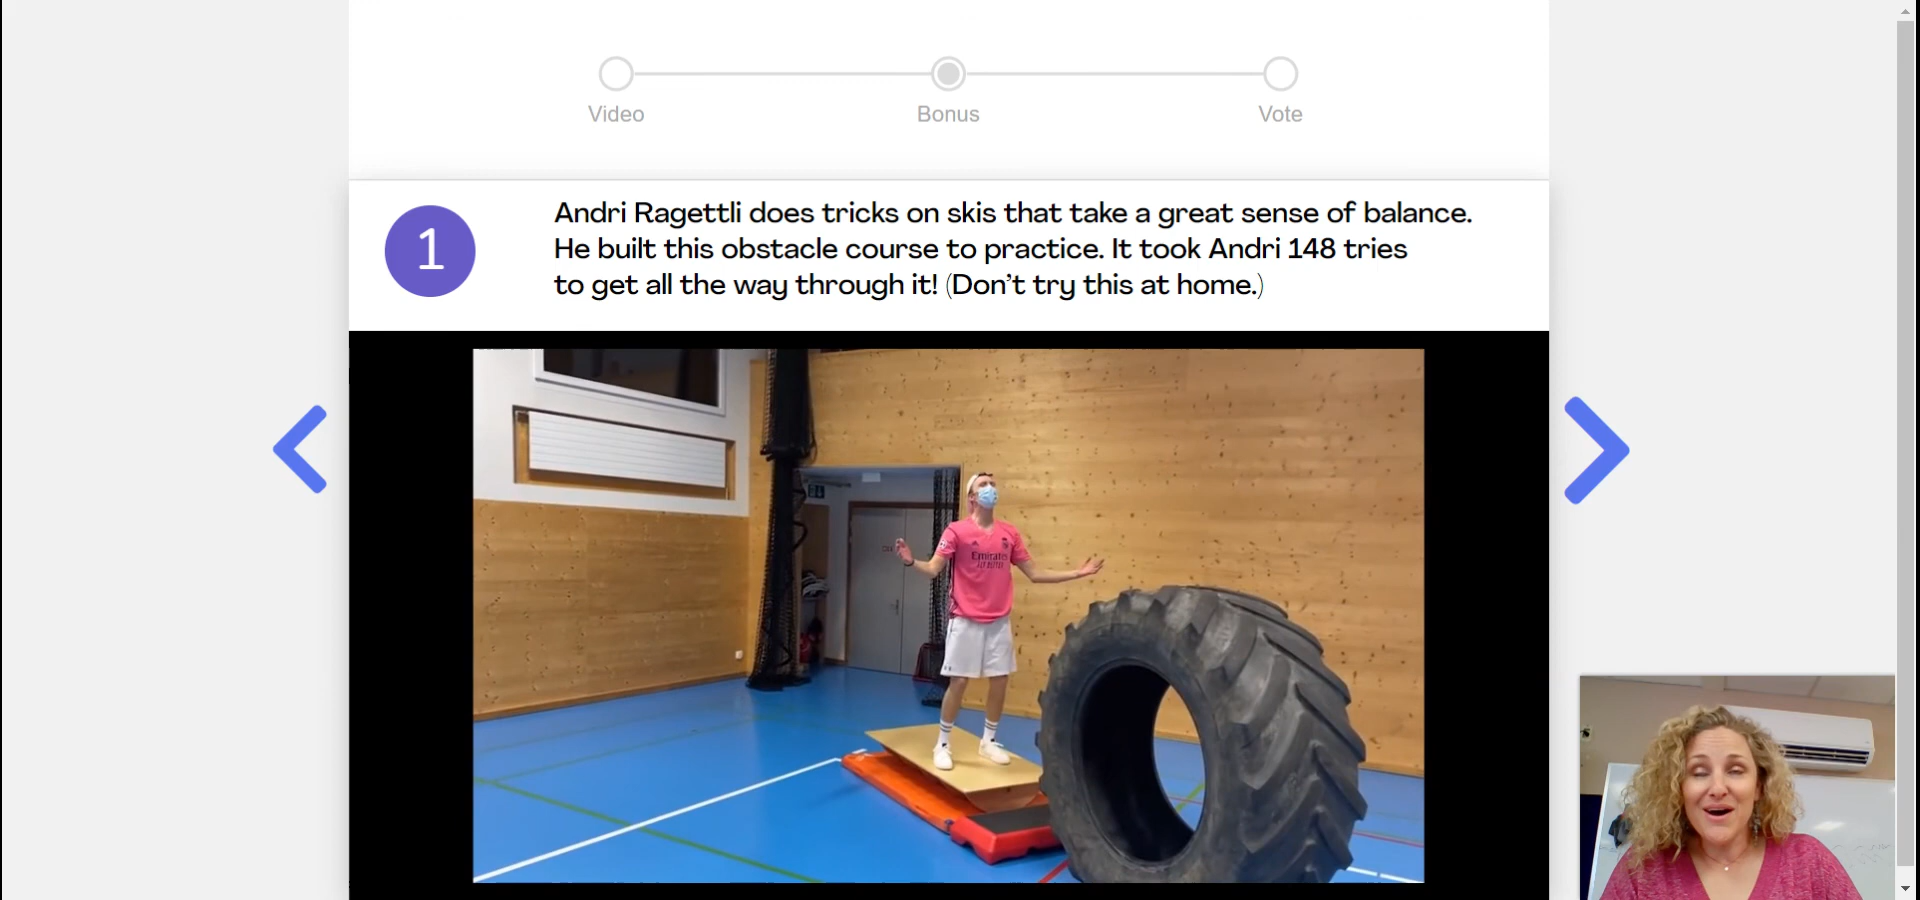 Video
Bonus
Vote
1
Andri Ragettli does tricks on skis that take a great sense of balance.
He built this obstacle course to practice. It took Andri 148 tries
to get all the way through it! (Don't try this at home.)
Emirates
FLY BETTER